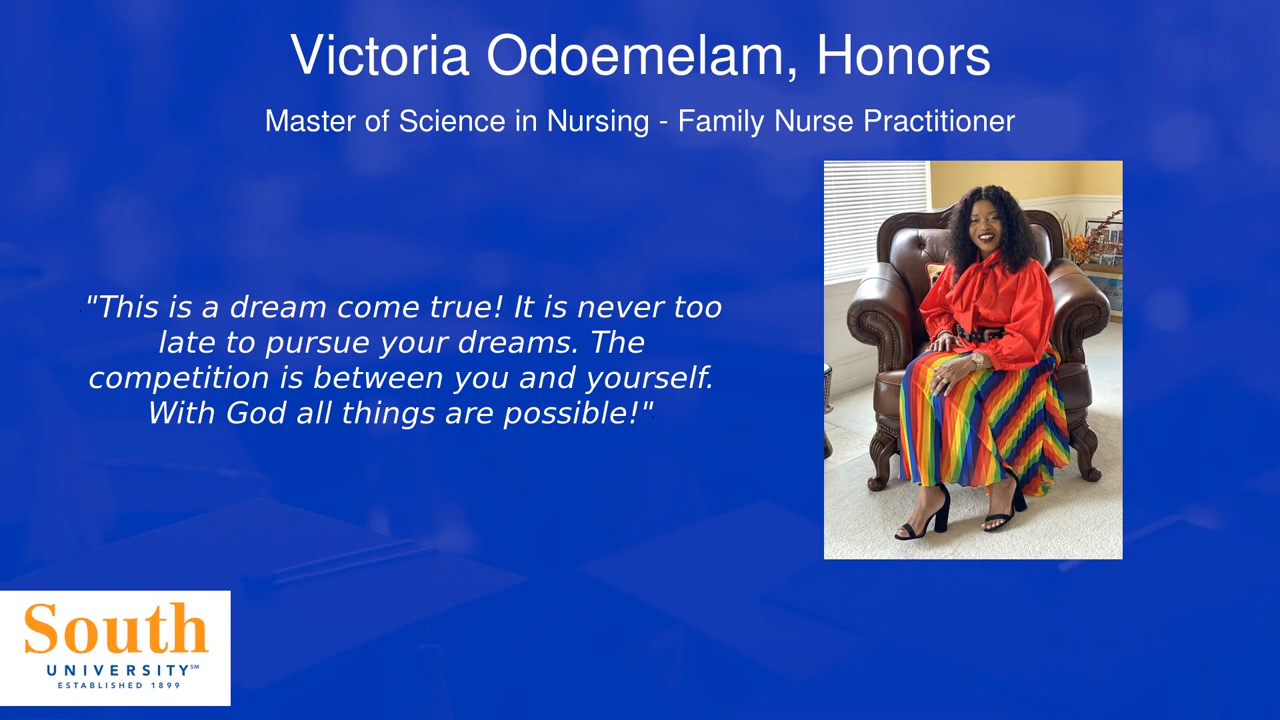 Victoria Odoemelam, Honors
Master of Science in Nursing - Family Nurse Practitioner
"This is a dream come true! It is never too
late to pursue your dreams. The
competition is between you and yourself.
With God all things are possible!"
South
UNIVERSITY℠
ESTABLISHED 1899